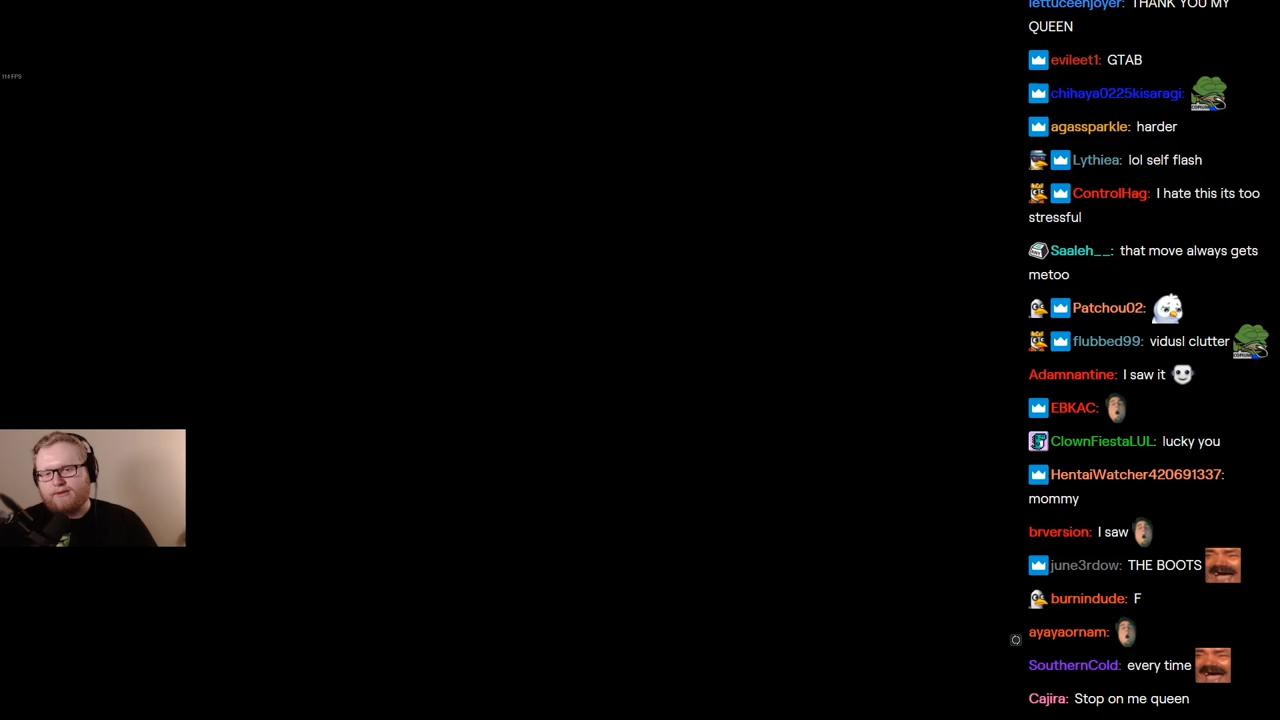 lettuceenjoyer: THANK YOU MY
QUEEN
114 FPS
evileet1: GTAB
chihaya0225kisaragi:
agassparkle: harder
Lythiea: lol self flash
ControlHag: I hate this its too
stressful
Saaleh__: that move always gets
metoo
Patchou02:
flubbed99: vidusl clutter
Adamnantine: I saw it
EBKAC:
ClownFiestaLUL: lucky you
HentaiWatcher420691337:
mommy
brversion: I saw
june3rdow: THE BOOTS
burnindude: F
ayayaornam:
SouthernCold: every time
Cajira: Stop on me queen